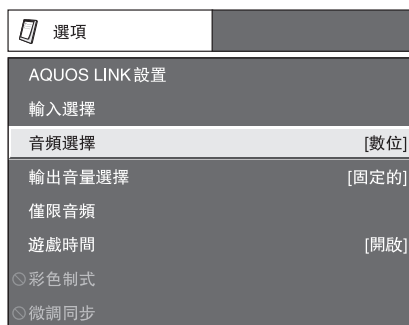 選項
AQUOS LINK設置
輸入選擇
音頻選擇 [數位]
輸出音量選擇 [固定的]
僅限音頻
遊戲時間 [開啟]
彩色制式
微調同步